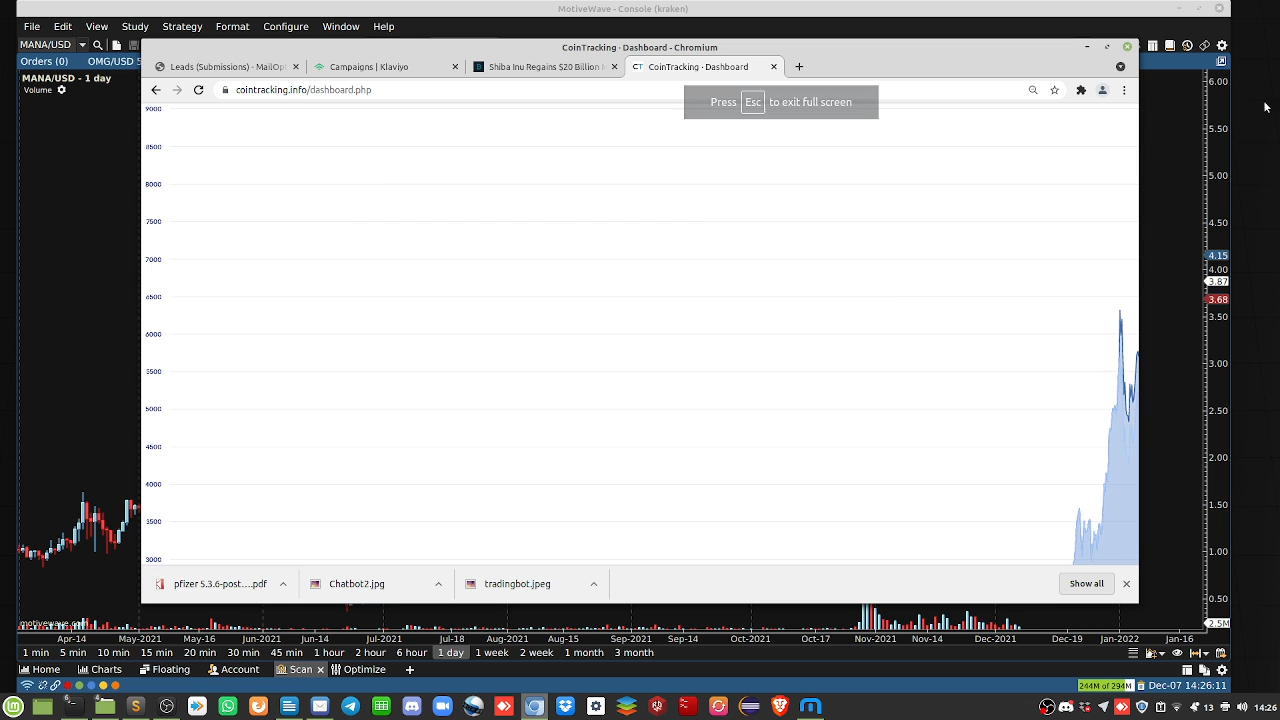 MotiveWave - Console (kraken)
File Edit View Study Strategy Format Configure Window Help
MANA/USD
Orders (0) OMG/USD 5
MANA/USD - 1 day
Volume
CoinTracking · Dashboard - Chromium
Leads (Submissions) - MailOpt
Campaigns | Klaviyo
Shiba Inu Regains $20 Billion M
CT CoinTracking · Dashboard
cointracking.info/dashboard.php
Press Esc to exit full screen
9000
8500
8000
7500
7000
6500
6000
5500
5000
4500
4000
3500
3000
6.00
5.50
5.00
4.50
4.15
4.00
3.87
3.68
3.50
3.00
2.50
2.00
1.50
1.00
0.50
2.5M
pfizer 5.3.6-post....pdf Chatbot2.jpg tradingbot.jpeg Show all
motivewave.com
Apr-14 May-2021 May-16 Jun-2021 Jun-14 Jul-2021 Jul-18 Aug-2021 Aug-15 Sep-2021 Sep-14 Oct-2021 Oct-17 Nov-2021 Nov-14 Dec-2021 Dec-19 Jan-2022 Jan-16
1 min 5 min 10 min 15 min 20 min 30 min 45 min 1 hour 2 hour 6 hour 1 day 1 week 2 week 1 month 3 month
Home Charts Floating Account Scan Optimize
244M of 294M Dec-07 14:26:11
13 14:26